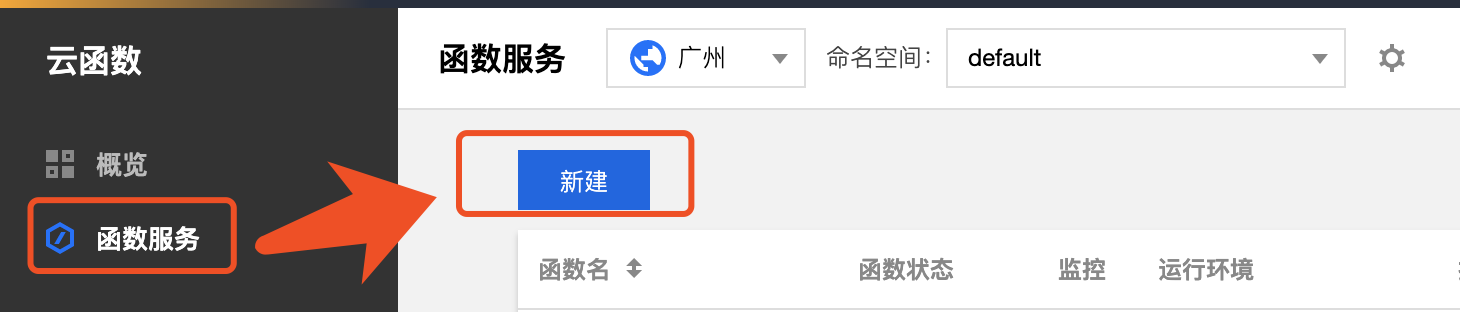 云函数
概览
函数服务
函数服务 广州 命名空间: default
新建
函数名 函数状态 监控 运行环境